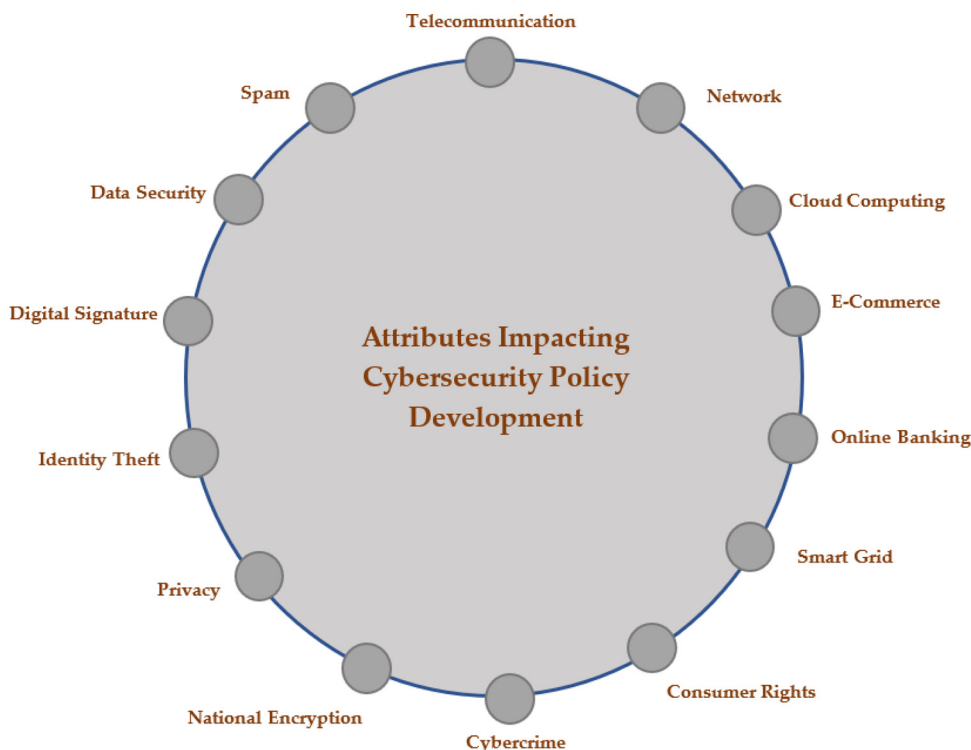 Telecommunication
Spam
Network
Data Security
Cloud Computing
Digital Signature
E-Commerce
Attributes Impacting
Cybersecurity Policy
Development
Identity Theft
Online Banking
Smart Grid
Privacy
Consumer Rights
National Encryption
Cybercrime